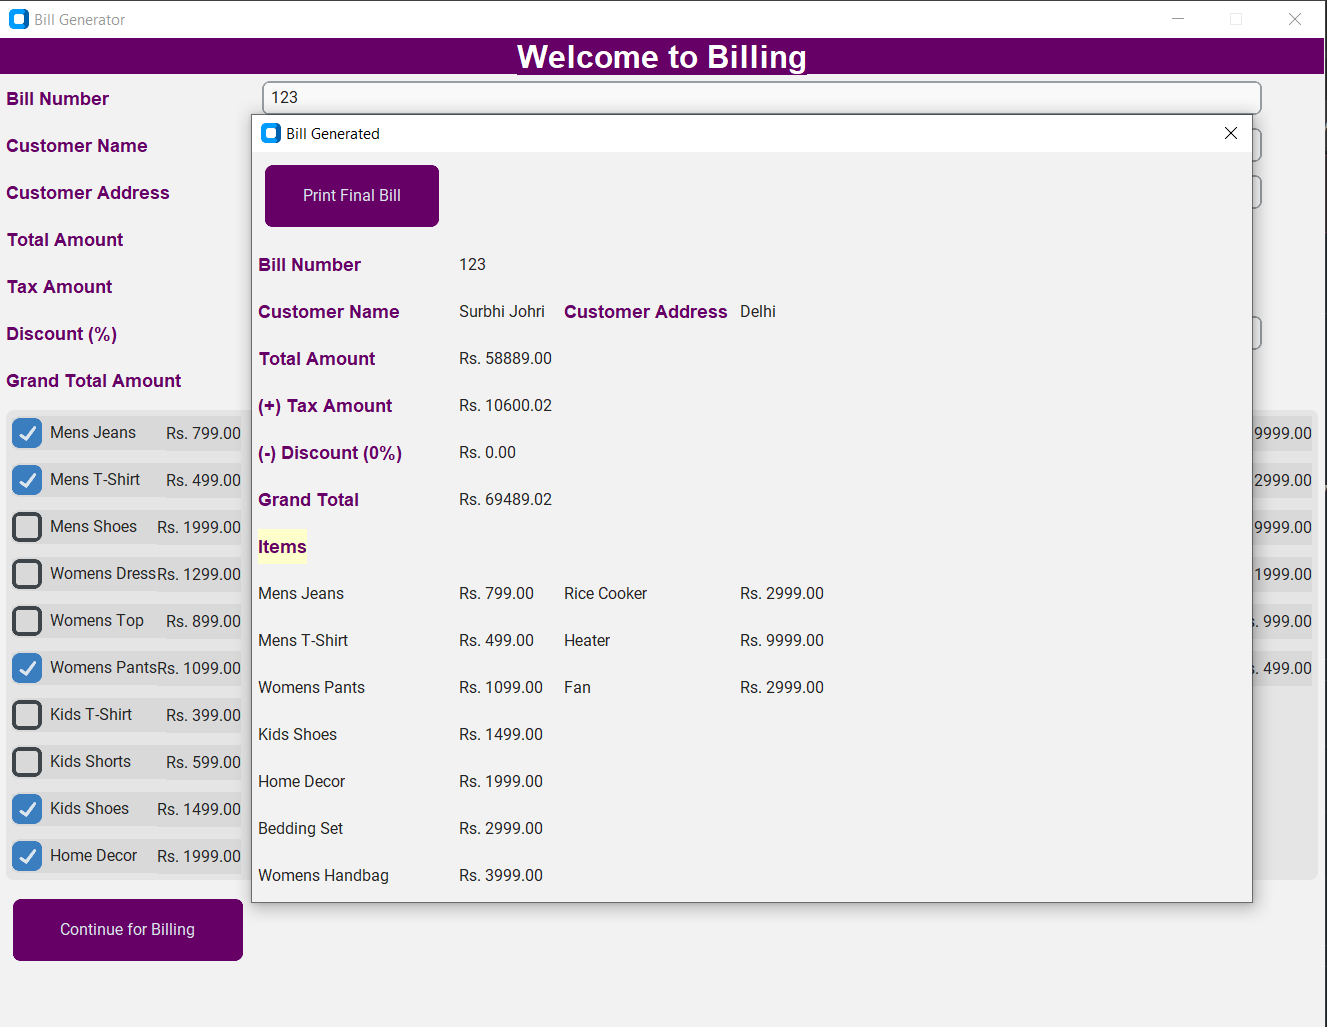 Bill Generator
Welcome to Billing
Bill Number 123
Customer Name
Customer Address
Total Amount
Tax Amount
Discount (%)
Grand Total Amount
Mens Jeans Rs. 799.00
Mens T-Shirt Rs. 499.00
Mens Shoes Rs. 1999.00
Womens Dress Rs. 1299.00
Womens Top Rs. 899.00
Womens Pants Rs. 1099.00
Kids T-Shirt Rs. 399.00
Kids Shorts Rs. 599.00
Kids Shoes Rs. 1499.00
Home Decor Rs. 1999.00
Continue for Billing
Bill Generated
Print Final Bill
Bill Number 123
Customer Name Surbhi Johri Customer Address Delhi
Total Amount Rs. 58889.00
(+) Tax Amount Rs. 10600.02
(-) Discount (0%) Rs. 0.00
Grand Total Rs. 69489.02
Items
Mens Jeans Rs. 799.00 Rice Cooker Rs. 2999.00
Mens T-Shirt Rs. 499.00 Heater Rs. 9999.00
Womens Pants Rs. 1099.00 Fan Rs. 2999.00
Kids Shoes Rs. 1499.00
Home Decor Rs. 1999.00
Bedding Set Rs. 2999.00
Womens Handbag Rs. 3999.00
9999.00
2999.00
9999.00
1999.00
. 999.00
. 499.00